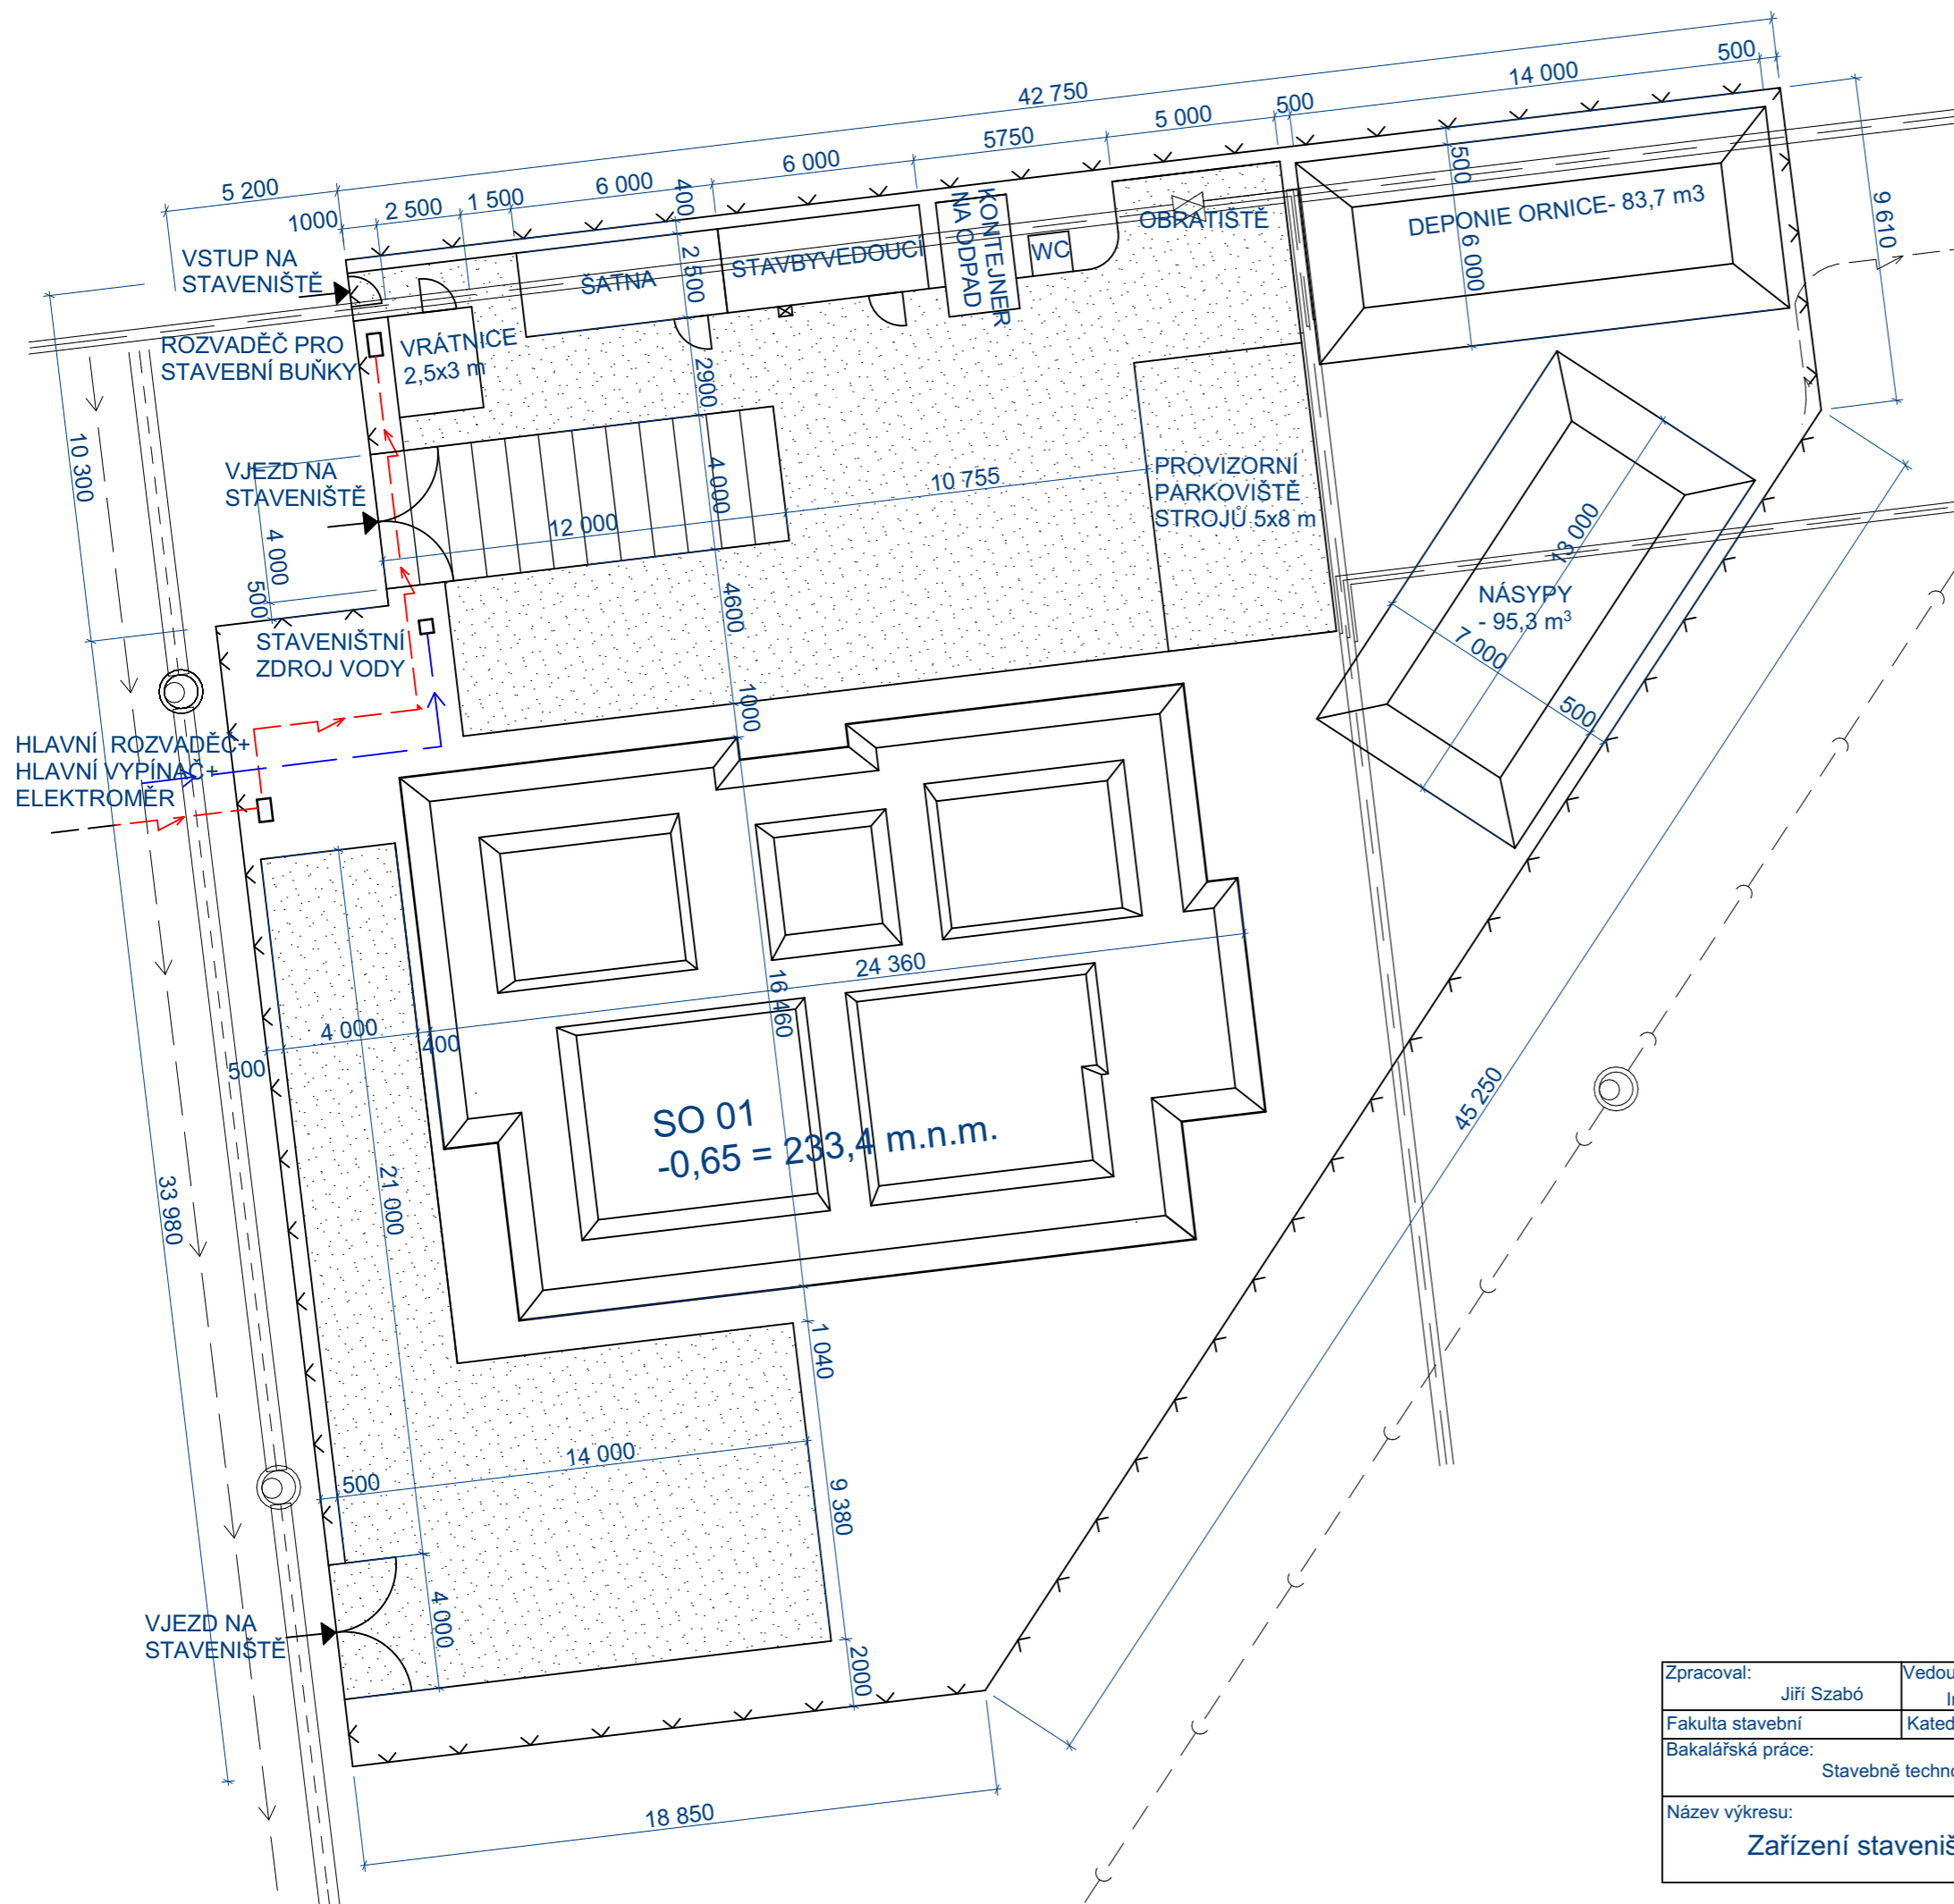 42 750
500
14 000
500
5 000
5750
6 000
6 000
1 500
2 500
1000
5 200
400
500
9 610
VSTUP NA
STAVENIŠTĚ
ŠATNA
STAVBYVEDOUCÍ
KONTEJNER
NA ODPAD
WC
OBRATIŠTĚ
DEPONIE ORNICE- 83,7 m3
6 000
2 500
ROZVADĚČ PRO
STAVEBNÍ BUŇKY
VRÁTNICE
2,5x3 m
2900
10 300
VJEZD NA
STAVENIŠTĚ
4 000
12 000
10 755
PROVIZORNÍ
PARKOVIŠTĚ
STROJŮ 5x8 m
13 000
4 000
500
4600
NÁSYPY
- 95,3 m³
7 000
500
STAVENIŠTNÍ
ZDROJ VODY
1000
HLAVNÍ ROZVADĚČ+
HLAVNÍ VYPÍNAČ+
ELEKTROMĚR
24 360
16 460
4 000
400
500
SO 01
-0,65 = 233,4 m.n.m.
45 250
21 000
33 980
1 040
14 000
500
9 380
4 000
VJEZD NA
STAVENIŠTĚ
2000
18 850
Zpracoval:
Jiří Szabó
Fakulta stavební
Bakalářská práce:
Název výkresu: